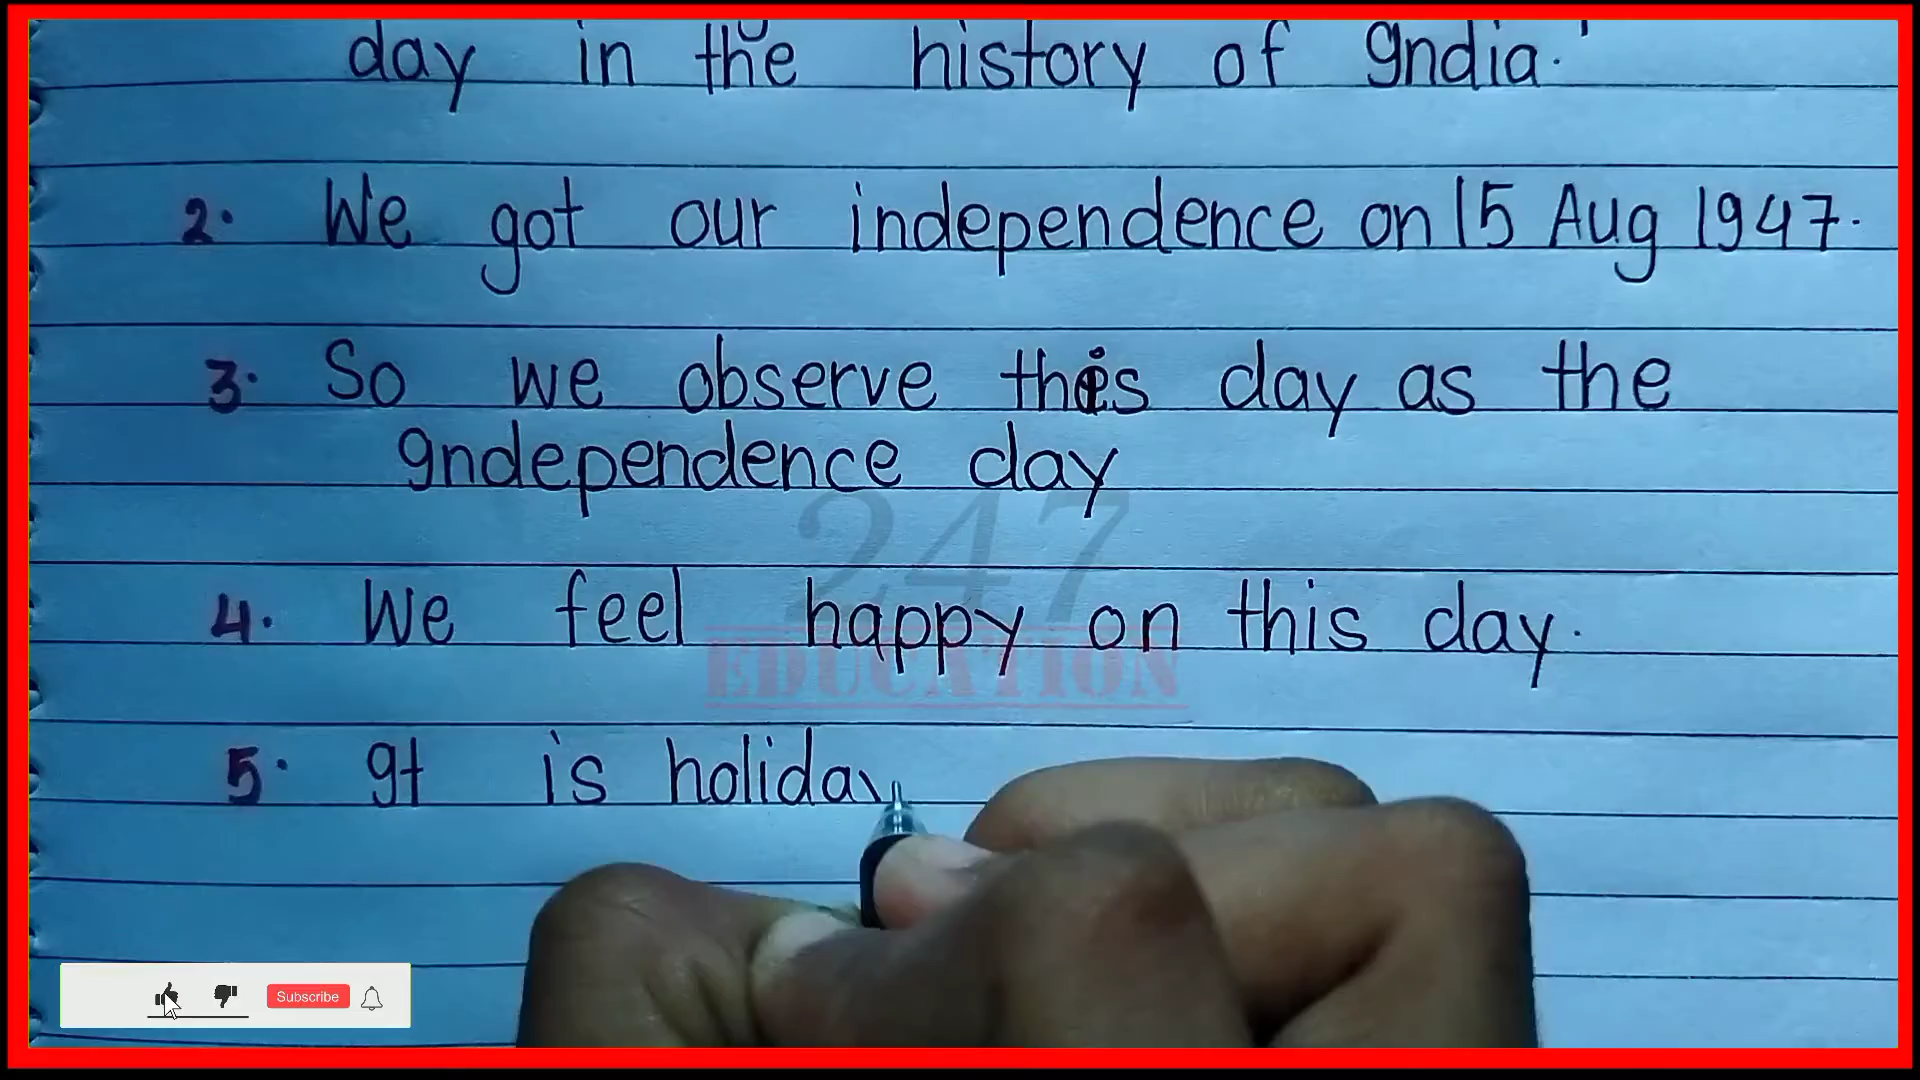 day in the history of India.'
2. We got our independence on 15 Aug 1947.
3. So we observe this day as the
Independence day
247
EDUCATION
4. We feel happy on this day.
5. It is holiday
Subscribe